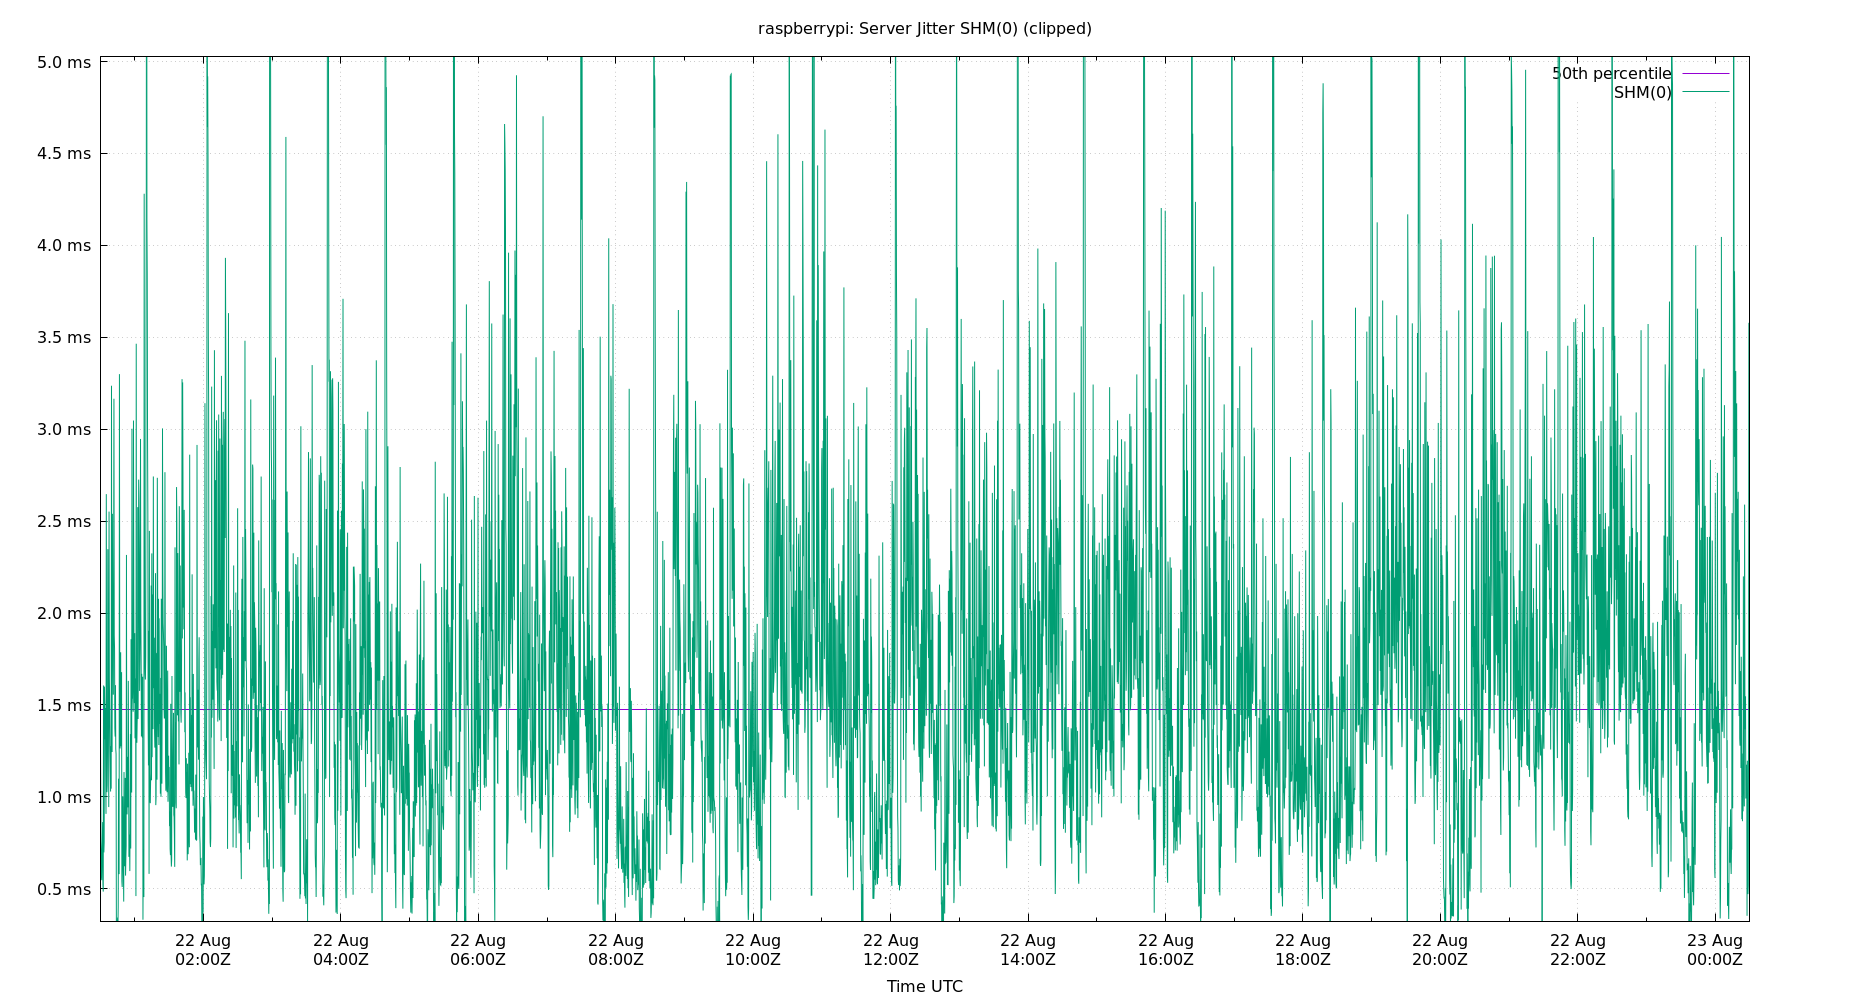 raspberrypi: Server Jitter SHM(0) (clipped)
5.0 ms
4.5 ms
4.0 ms
3.5 ms
3.0 ms
2.5 ms
2.0 ms
1.5 ms
1.0 ms
0.5 ms
50th percentile
SHM(0)
22 Aug 22 Aug 22 Aug 22 Aug 22 Aug 22 Aug 22 Aug 22 Aug 22 Aug 22 Aug 22 Aug 23 Aug
02:00Z 04:00Z 06:00Z 08:00Z 10:00Z 12:00Z 14:00Z 16:00Z 18:00Z 20:00Z 22:00Z 00:00Z
Time UTC